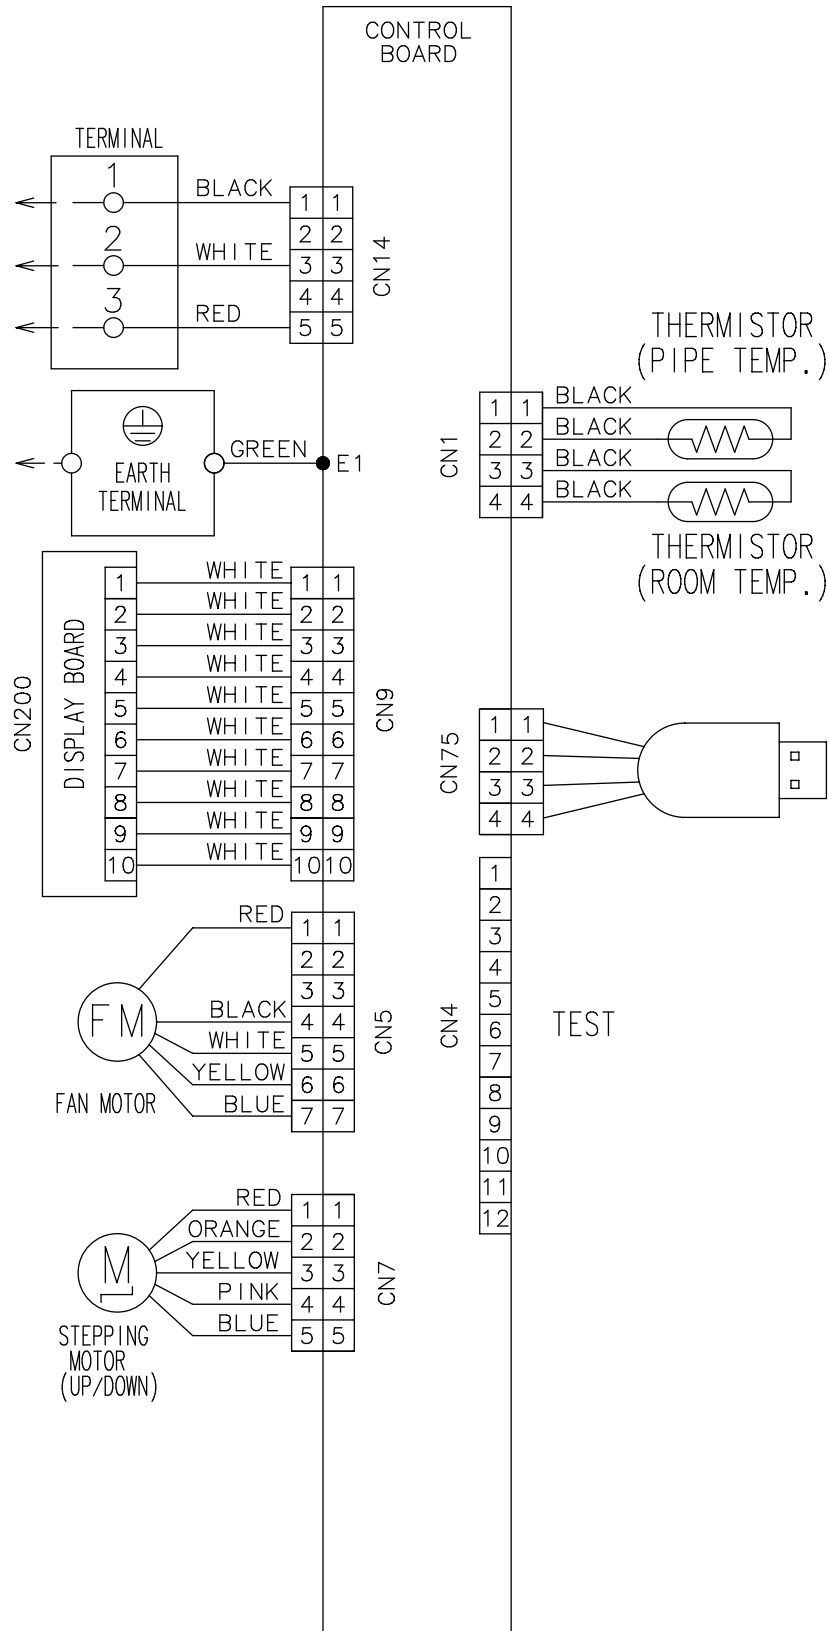 CONTROL
BOARD
TERMINAL
1
BLACK
1 1
2 2
2
WHITE
3 3
4 4
3
RED
5 5
CN14
EARTH
TERMINAL
GREEN
E1
THERMISTOR
(PIPE TEMP.)
CN1
1 1 BLACK
2 2 BLACK
3 3 BLACK
4 4 BLACK
THERMISTOR
(ROOM TEMP.)
CN200
DISPLAY BOARD
1 WHITE 1 1
2 WHITE 2 2
3 WHITE 3 3
4 WHITE 4 4
5 WHITE 5 5
6 WHITE 6 6
7 WHITE 7 7
8 WHITE 8 8
9 WHITE 9 9
10 WHITE 10 10
CN9
CN75
1 1
2 2
3 3
4 4
FM
FAN MOTOR
RED 1 1
2 2
3 3
BLACK 4 4
WHITE 5 5
YELLOW 6 6
BLUE 7 7
CN5
CN4
1
2
3
4
5
6
7
8
9
10
11
12
TEST
M
STEPPING
MOTOR
(UP/DOWN)
RED 1 1
ORANGE 2 2
YELLOW 3 3
PINK 4 4
BLUE 5 5
CN7